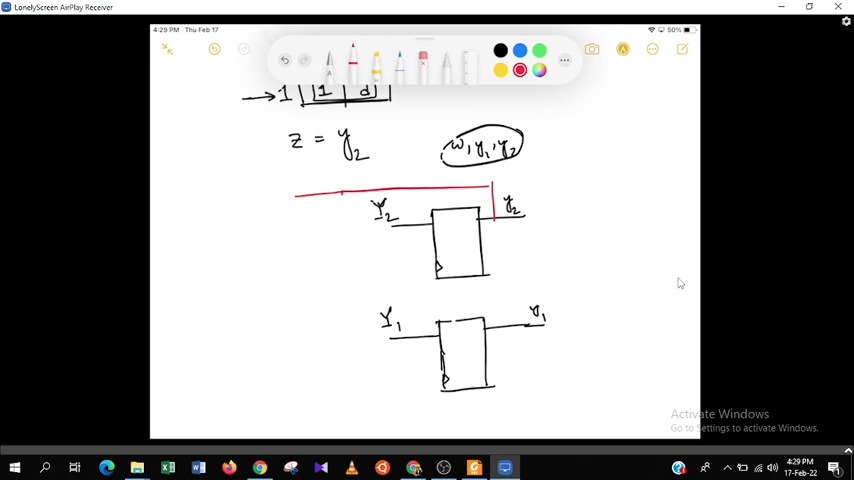 LonelyScreen AirPlay Receiver
4:29 PM Thu Feb 17
50%
A
→ 1 1 d
z = y₂
w, y₁, y₂
Y₂ y₂
Y₁ y₁
Activate Windows
Go to Settings to activate Windows.
4:29 PM
17-Feb-22